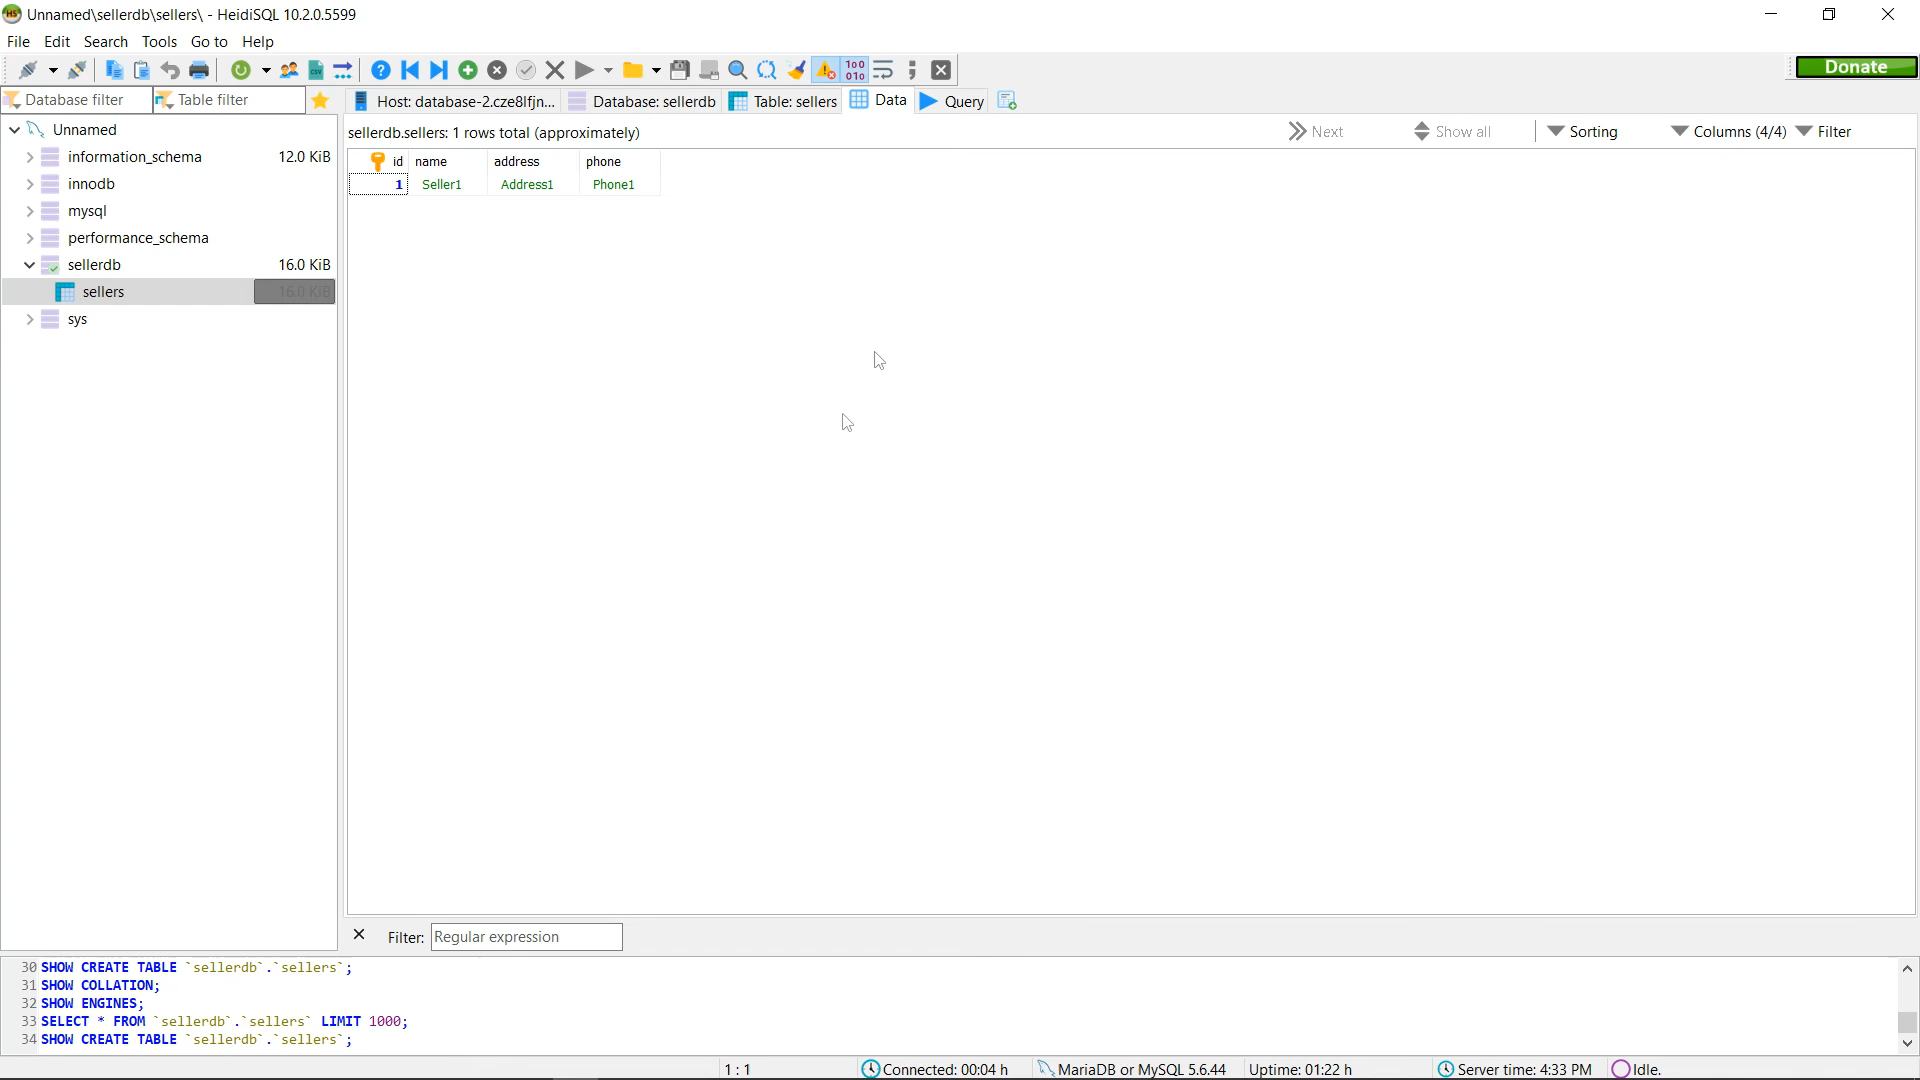 Unnamed\sellerdb\sellers\ - HeidiSQL 10.2.0.5599
File Edit Search Tools Go to Help
Donate
Database filter Table filter Host: database-2.cze8lfjn... Database: sellerdb Table: sellers Data Query
Unnamed
information_schema 12.0 KiB
innodb
mysql
performance_schema
sellerdb 16.0 KiB
sellers 16.0 KiB
sys
sellerdb.sellers: 1 rows total (approximately) Next Show all Sorting Columns (4/4) Filter
id name address phone
1 Seller1 Address1 Phone1
Filter: Regular expression
30 SHOW CREATE TABLE `sellerdb`.`sellers`;
31 SHOW COLLATION;
32 SHOW ENGINES;
33 SELECT * FROM `sellerdb`.`sellers` LIMIT 1000;
34 SHOW CREATE TABLE `sellerdb`.`sellers`;
1 : 1 Connected: 00:04 h MariaDB or MySQL 5.6.44 Uptime: 01:22 h Server time: 4:33 PM Idle.